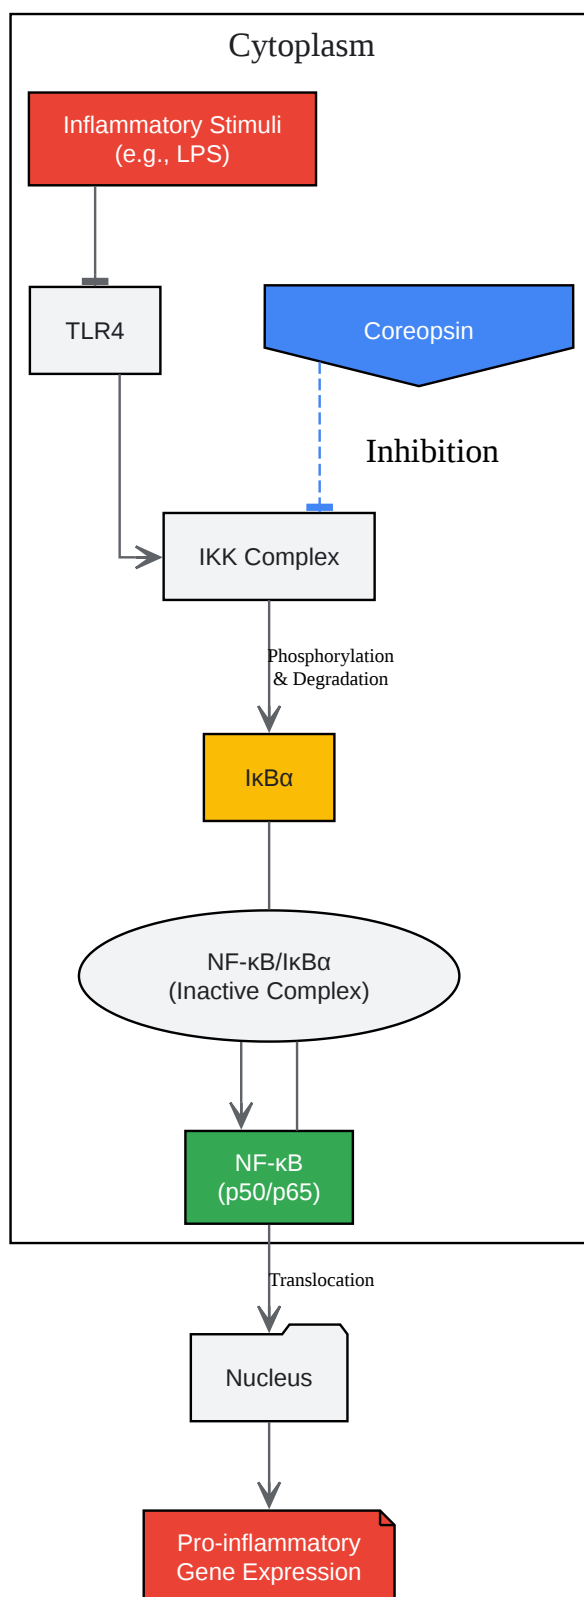 Cytoplasm
Inflammatory Stimuli
(e.g., LPS)
TLR4
Coreopsin
Inhibition
IKK Complex
Phosphorylation
& Degradation
IκBα
NF-κB/IκBα
(Inactive Complex)
NF-κB
(p50/p65)
Translocation
Nucleus
Pro-inflammatory
Gene Expression